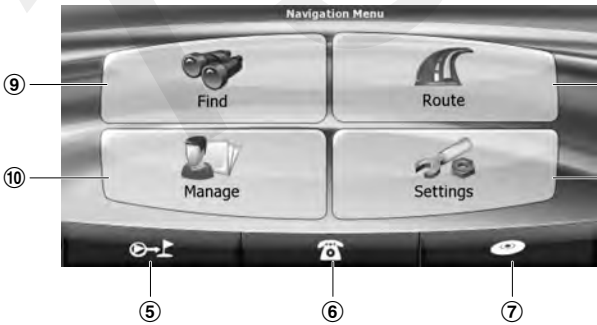 Navigation Menu
⑨
Find
Route
⑩
Manage
Settings
⑤ ⑥ ⑦